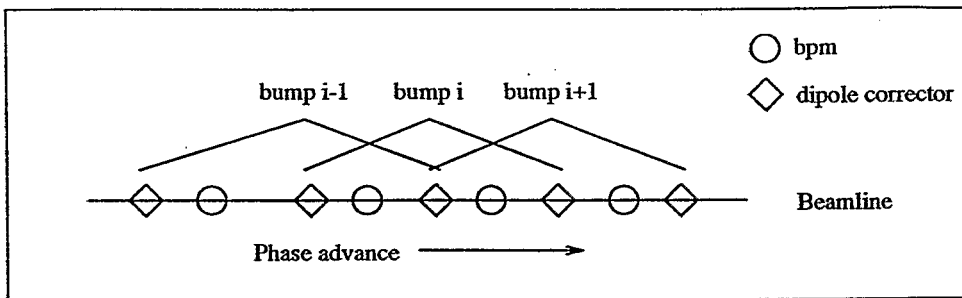 bpm
dipole corrector
bump i-1 bump i bump i+1
Beamline
Phase advance